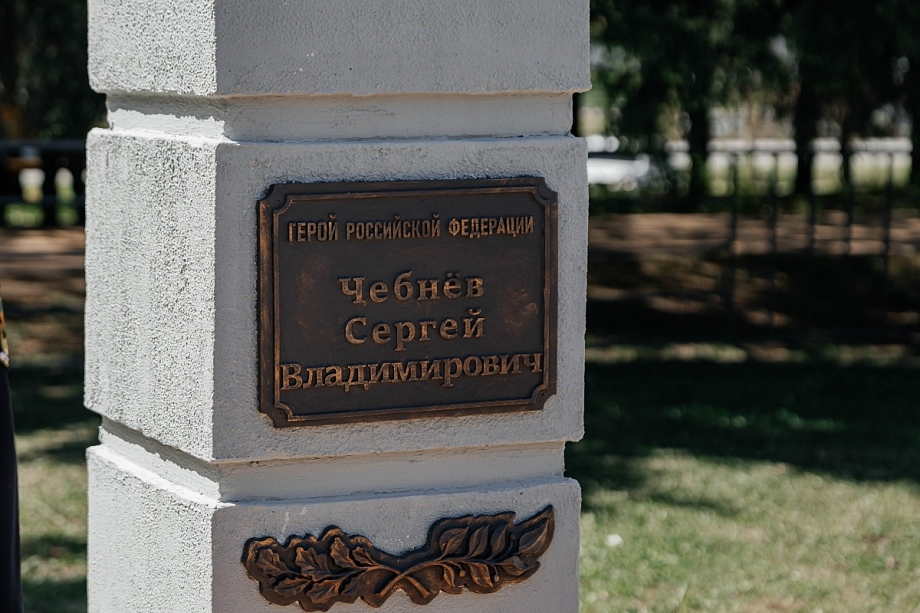 ГЕРОЙ РОССИЙСКОЙ ФЕДЕРАЦИИ
Чебнёв
Сергей
Владимирович